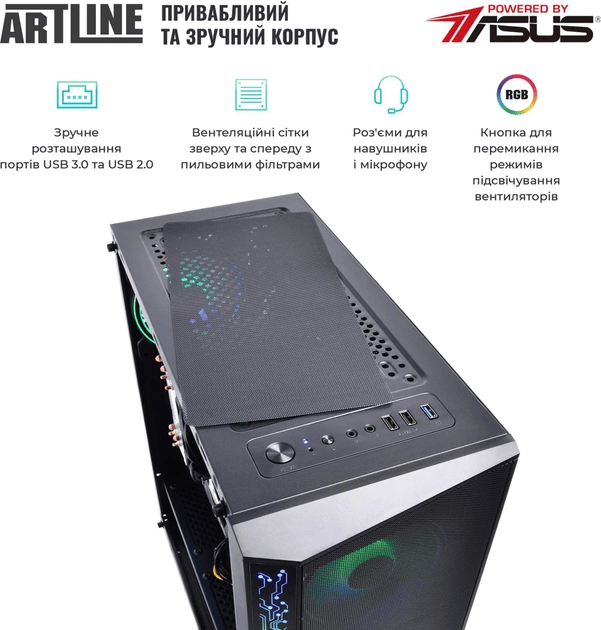 ARTLINE
ПРИВАБЛИВИЙ
ТА ЗРУЧНИЙ КОРПУС
POWERED BY
ASUS
RGB
Зручне
розташування
портів USB 3.0 та USB 2.0
Вентеляційні сітки
зверху та спереду з
пиловими фільтрами
Роз'єми для
навушників
і мікрофону
Кнопка для
перемикання
режимів
підсвічування
вентиляторів